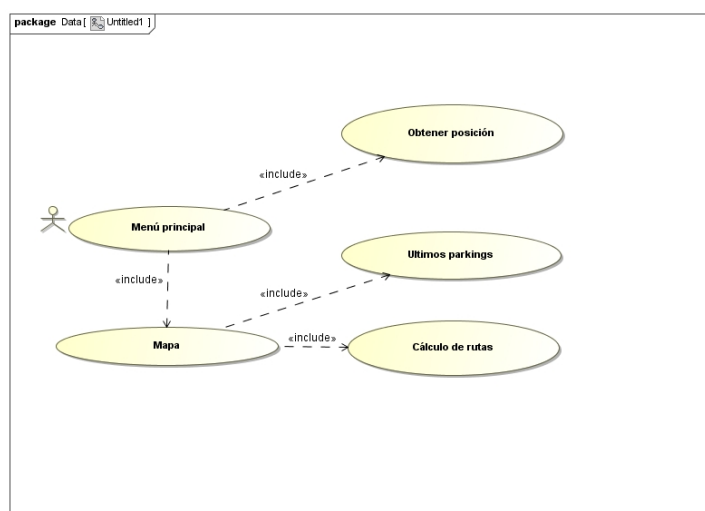 package Data [ Untitled1 ]
Obtener posición
«include»
Menú principal
Ultimos parkings
«include»
«include»
«include»
Mapa
Cálculo de rutas